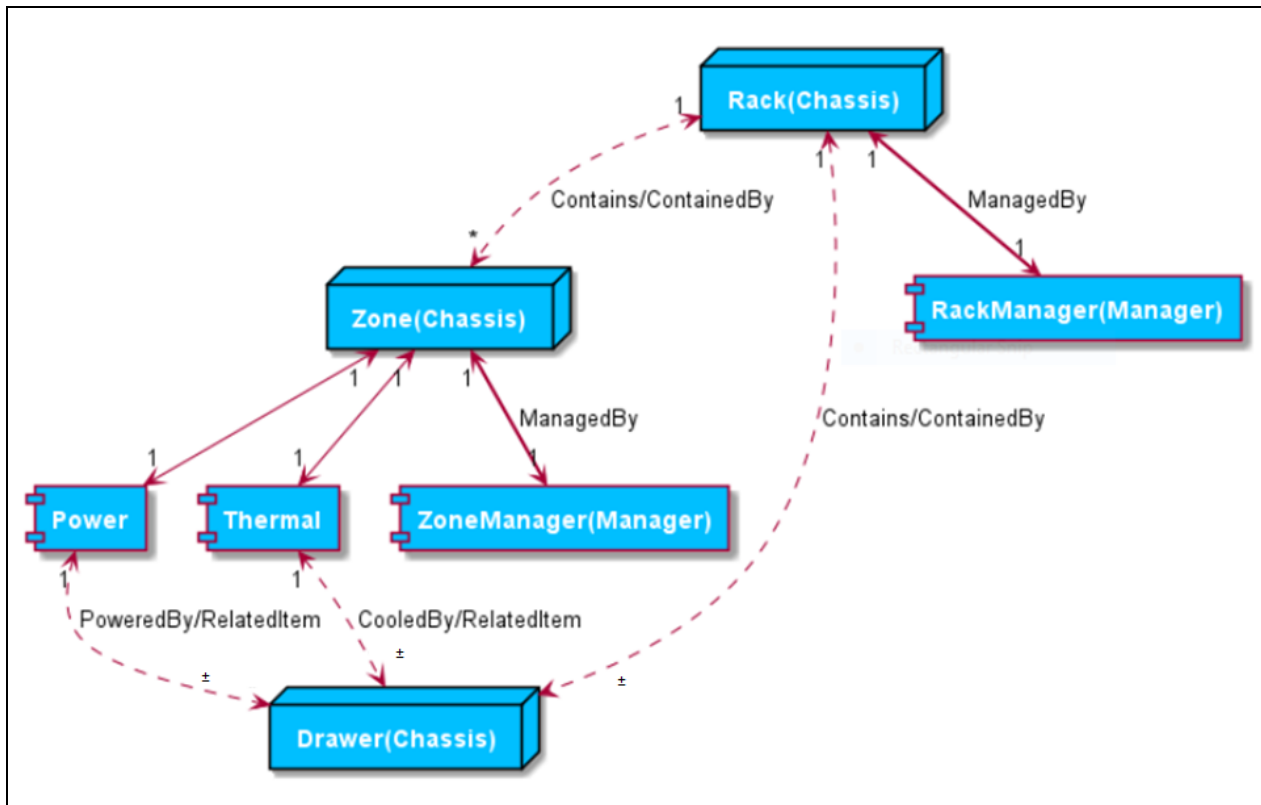 Rack(Chassis)
1
1
1
Contains/ContainedBy
ManagedBy
*
1
Zone(Chassis)
RackManager(Manager)
1
1
1
ManagedBy
Contains/ContainedBy
1
1
1
Power
Thermal
ZoneManager(Manager)
1
1
PoweredBy/RelatedItem
CooledBy/RelatedItem
±
±
±
Drawer(Chassis)